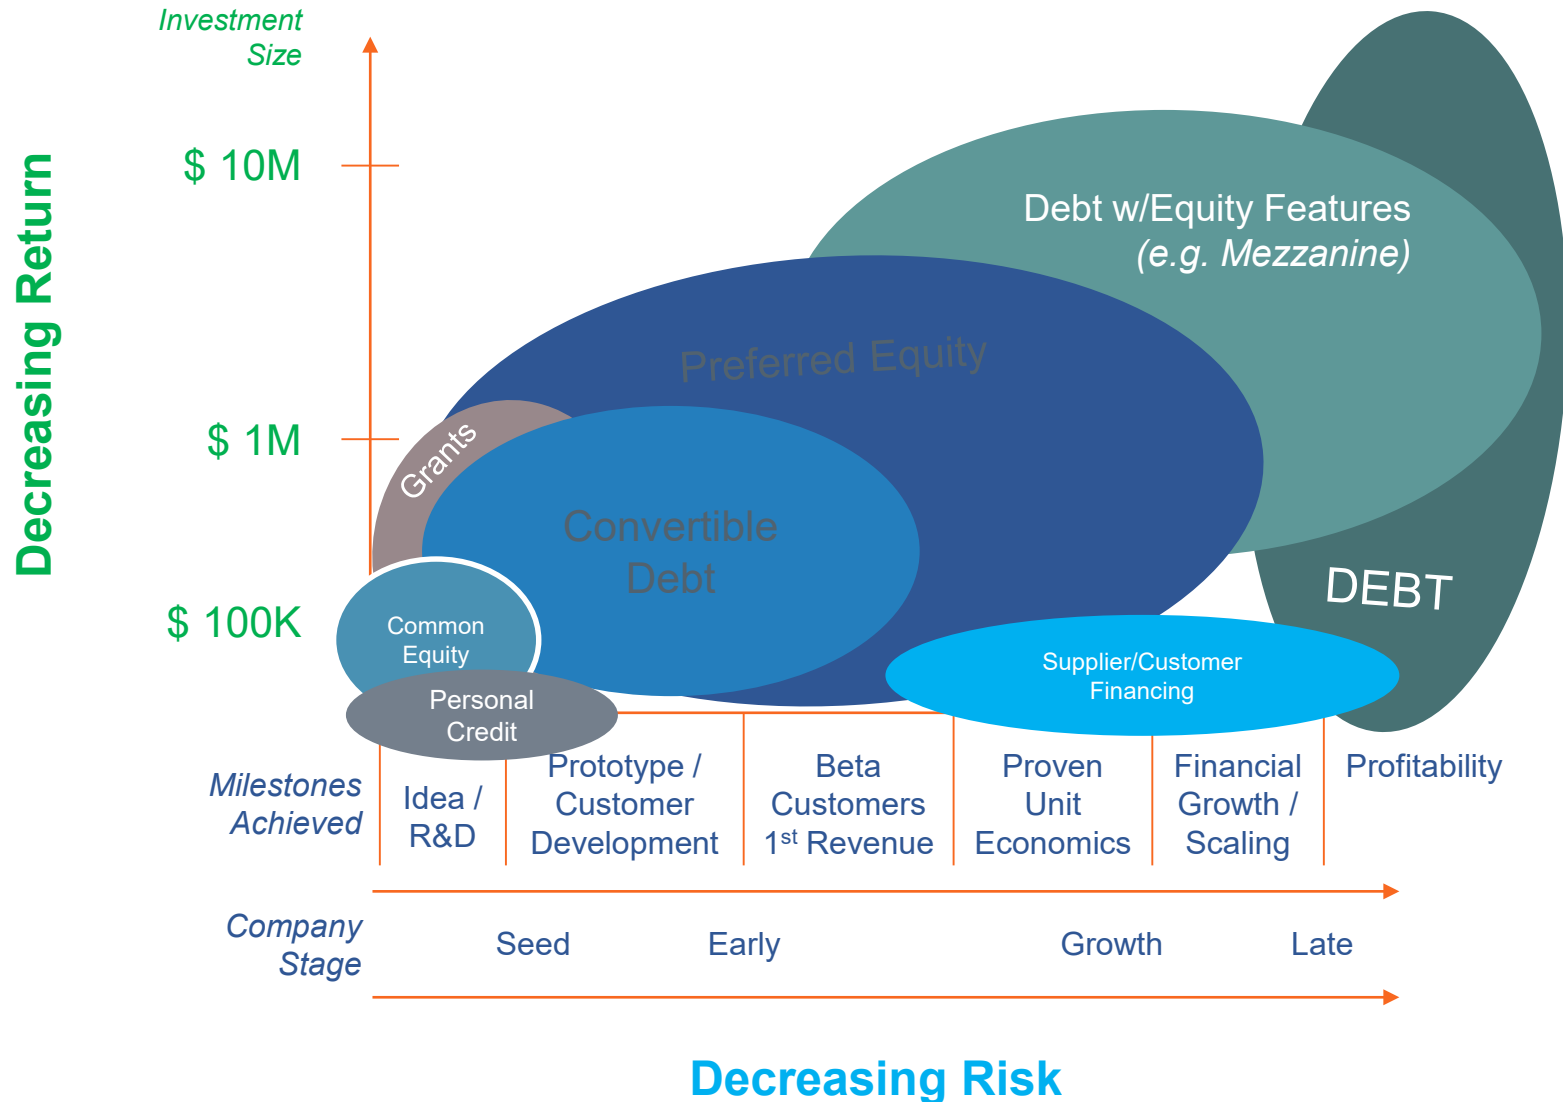 Investment
Size
Decreasing Return
$ 10M
$ 1M
$ 100K
Debt w/Equity Features
(e.g. Mezzanine)
Preferred Equity
Grants
Convertible
Debt
DEBT
Common
Equity
Supplier/Customer
Financing
Personal
Credit
Milestones
Achieved
Idea /
R&D
Prototype /
Customer
Development
Beta
Customers
1st Revenue
Proven
Unit
Economics
Financial
Growth /
Scaling
Profitability
Company
Stage
Seed
Early
Growth
Late
Decreasing Risk